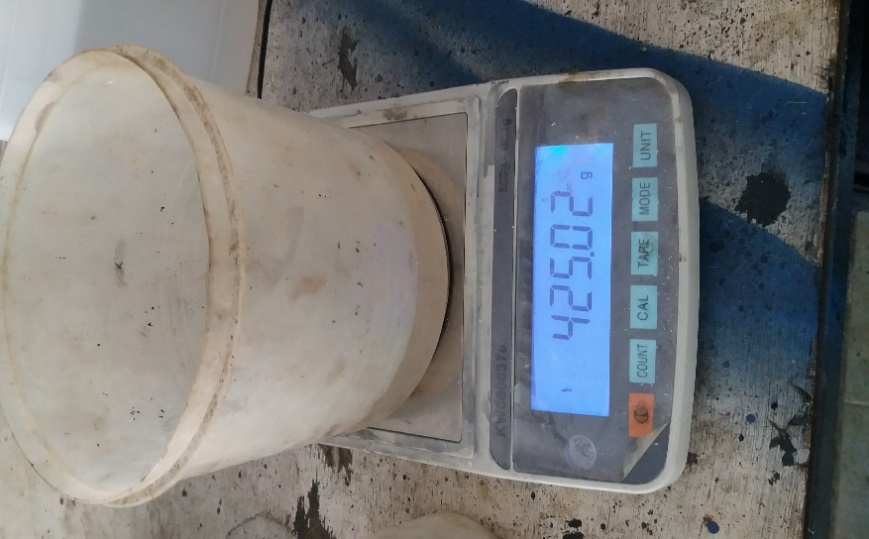 425.02 g
COUNT CAL TARE MODE UNIT